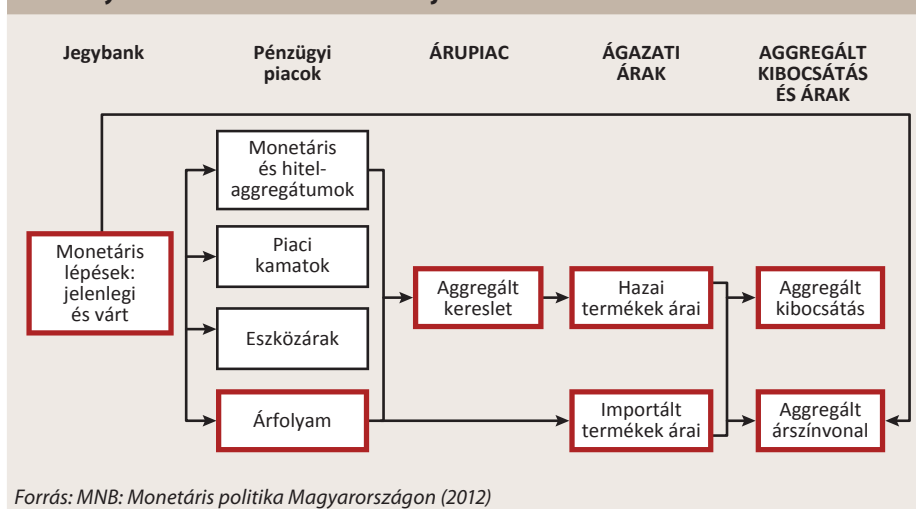 Jegybank
Pénzügyi
piacok
ÁRUPIAC
ÁGAZATI
ÁRAK
AGGREGÁLT
KIBOCSÁTÁS
ÉS ÁRAK
Monetáris
lépések:
jelenlegi
és várt
Monetáris
és hitel-
aggregátumok
Piaci
kamatok
Eszközárak
Árfolyam
Aggregált
kereslet
Hazai
termékek árai
Importált
termékek árai
Aggregált
kibocsátás
Aggregált
árszínvonal
Forrás: MNB: Monetáris politika Magyarországon (2012)